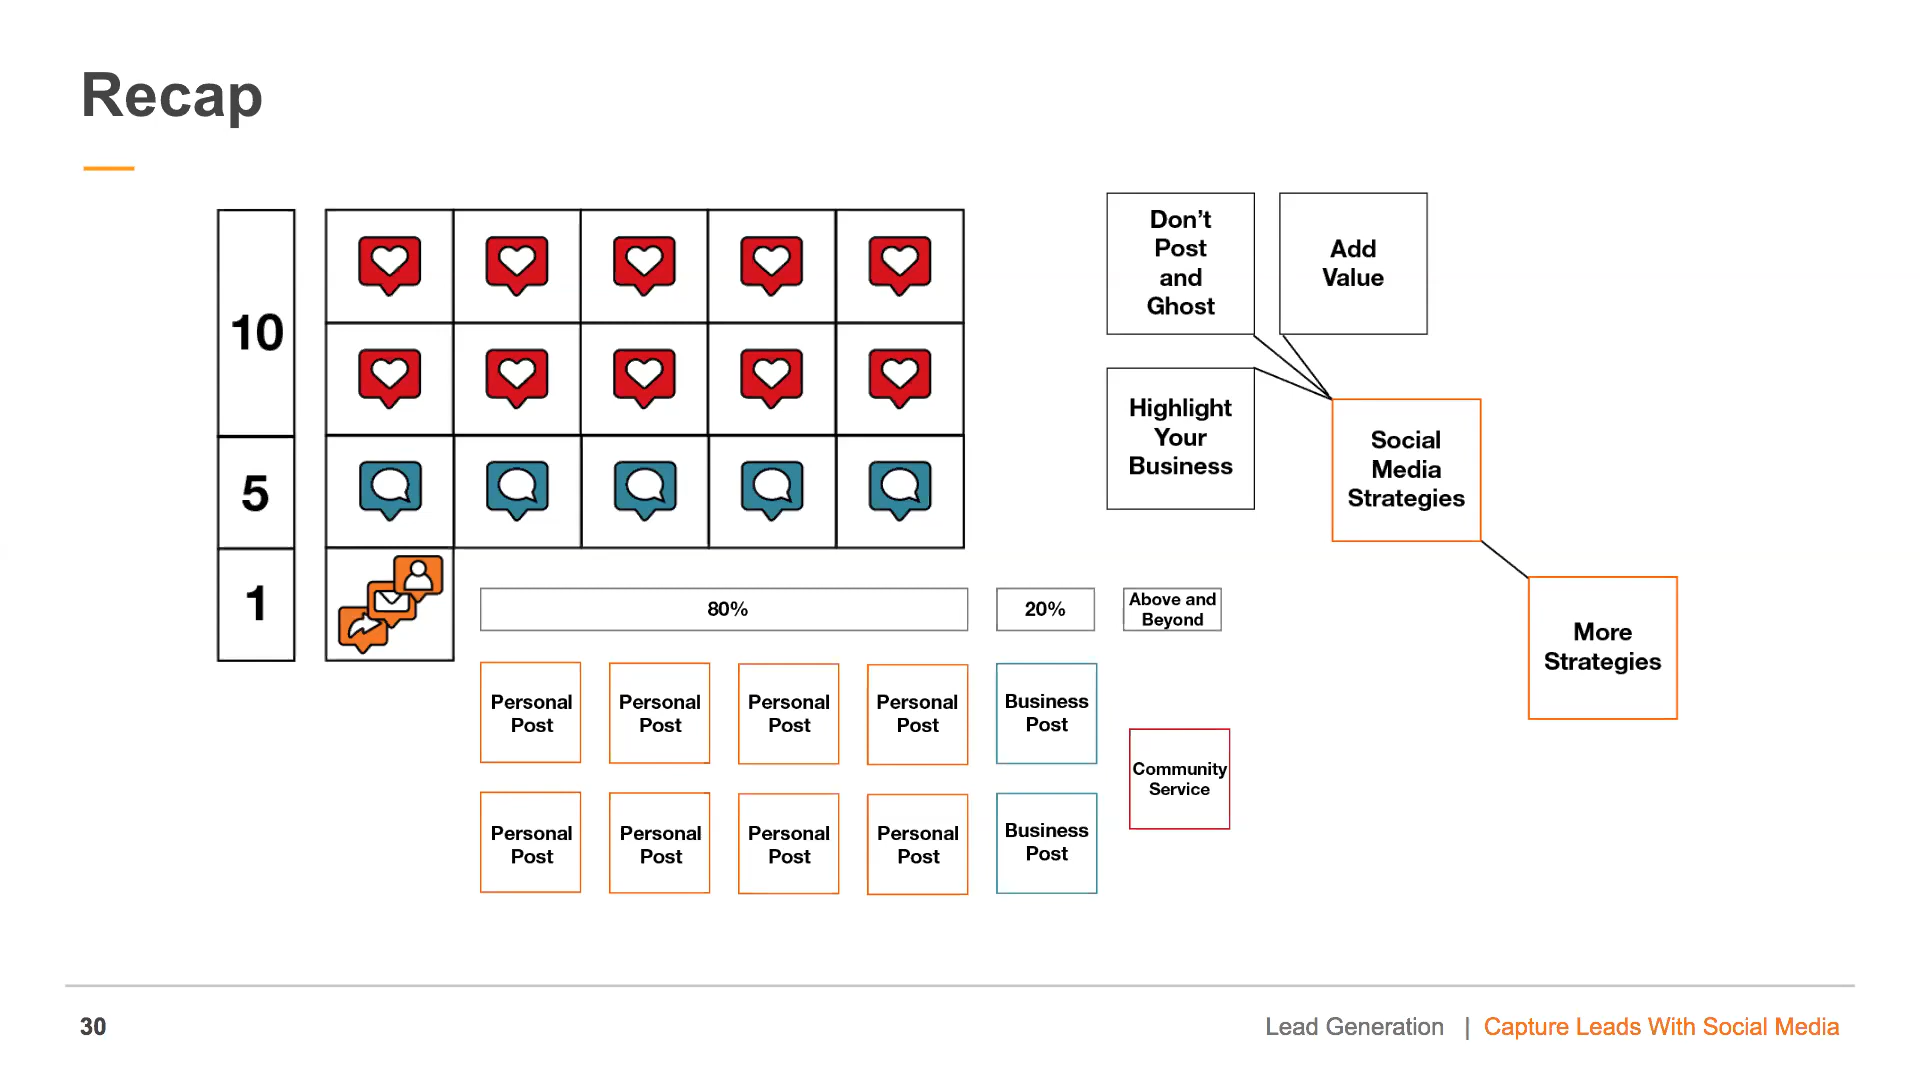 Recap
10
5
1
Don’t
Post
and
Ghost
Add
Value
Highlight
Your
Business
Social
Media
Strategies
More
Strategies
80%
20%
Above and
Beyond
Personal
Post
Personal
Post
Personal
Post
Personal
Post
Business
Post
Community
Service
Personal
Post
Personal
Post
Personal
Post
Personal
Post
Business
Post
30
Lead Generation | Capture Leads With Social Media